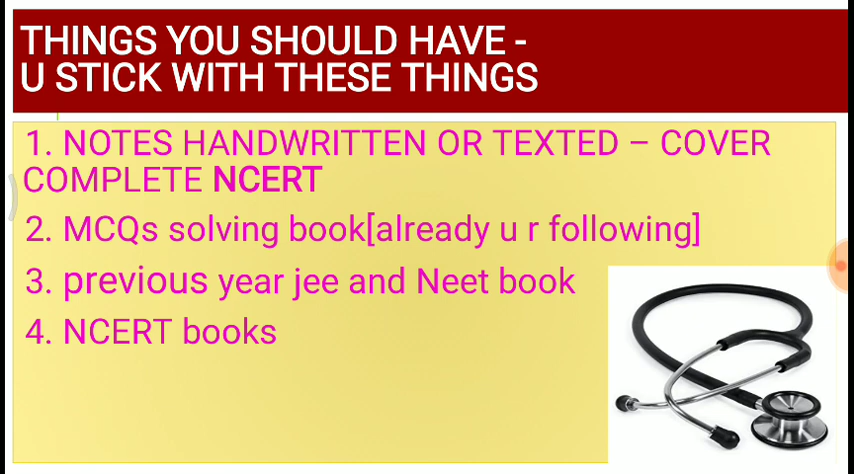 THINGS YOU SHOULD HAVE -
U STICK WITH THESE THINGS
1. NOTES HANDWRITTEN OR TEXTED – COVER
COMPLETE NCERT
2. MCQs solving book[already u r following]
3. previous year jee and Neet book
4. NCERT books